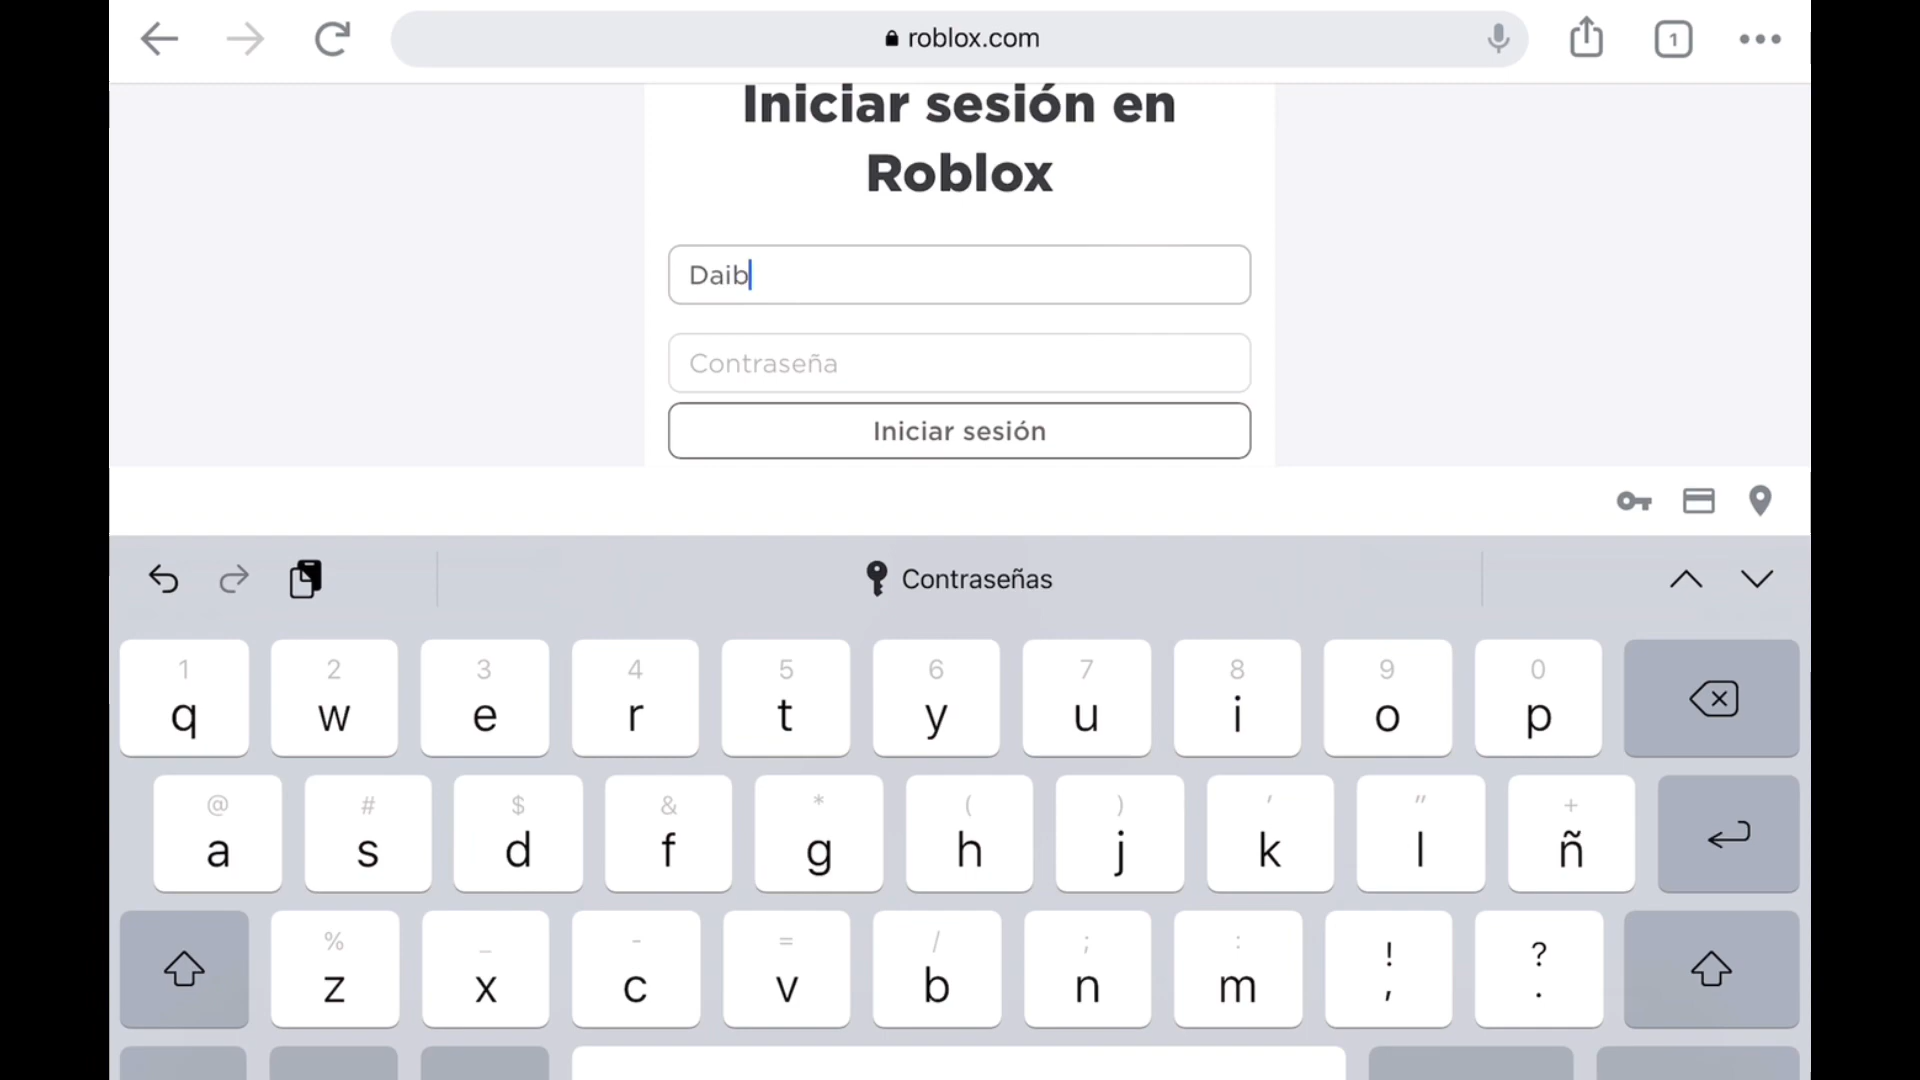 roblox.com
1
Iniciar sesión en
Roblox
Daib
Contraseña
Iniciar sesión
Contraseñas
1 2 3 4 5 6 7 8 9 0
q w e r t y u i o p
@ # $ & * ( ) ' " +
a s d f g h j k l ñ
% _ - = / ; : ! ?
z x c v b n m , .